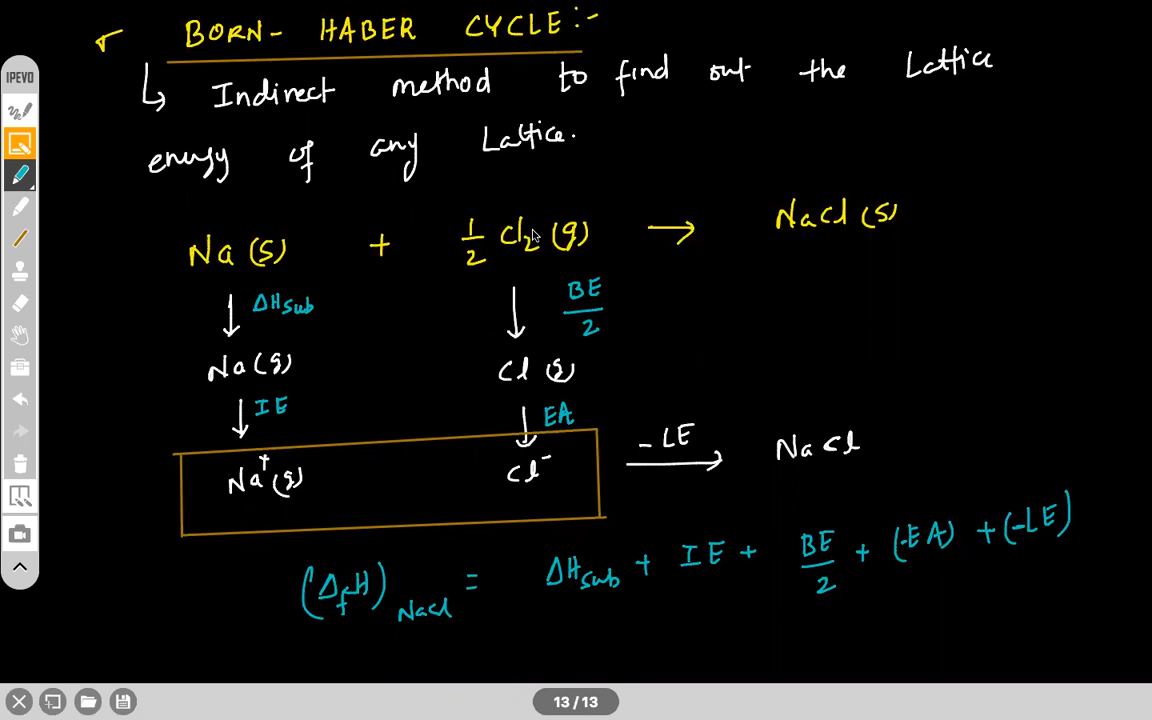 BORN- HABER CYCLE:-
IPEVO
↳ Indirect method to find out the Lattice
energy of any Lattice.
Na(s) + 1/2 Cl₂(g) → NaCl(s)
↓ ΔHsub ↓ BE/2
Na(g) Cl(g)
↓ IE ↓ EA
Na⁺(g) Cl⁻ -LE → NaCl
(ΔfH)NaCl = ΔHsub + IE + BE/2 + (-EA) + (-LE)
13 / 13